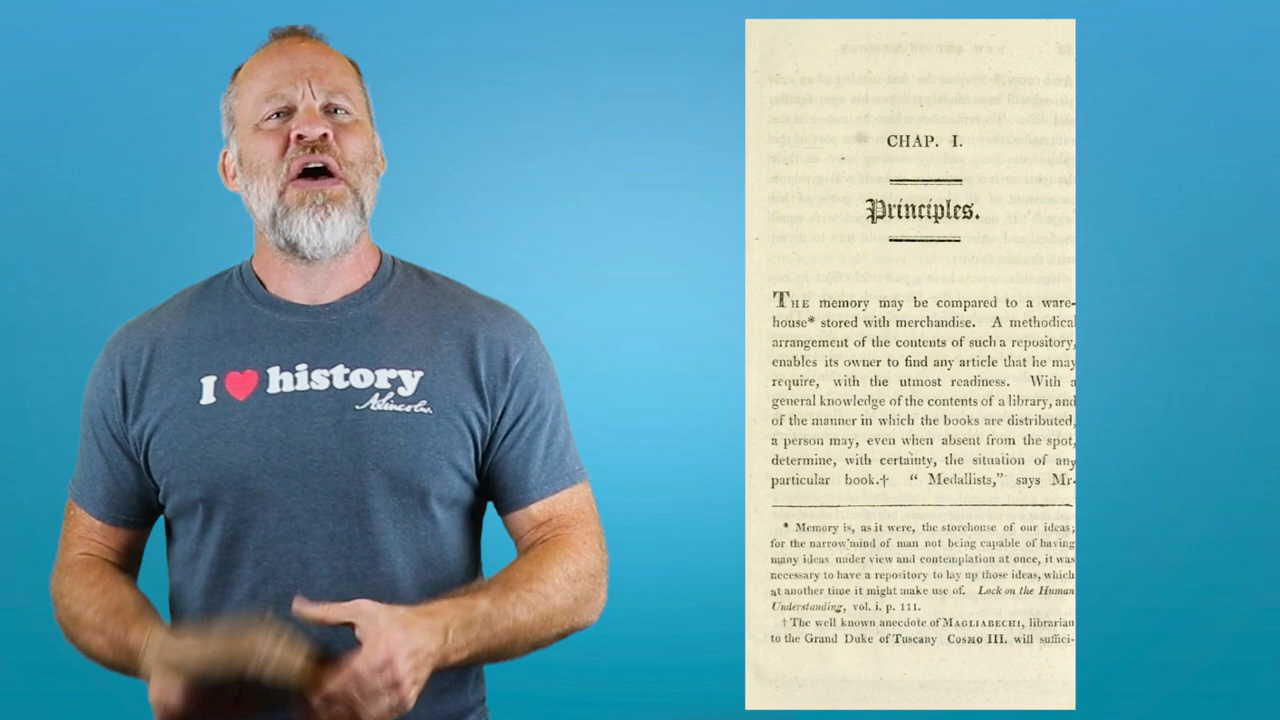 I ❤ history
A.Lincoln.
CHAP. I.
Principles.
THE memory may be compared to a ware-
house* stored with merchandise. A methodical
arrangement of the contents of such a repository,
enables its owner to find any article that he may
require, with the utmost readiness. With a
general knowledge of the contents of a library, and
of the manner in which the books are distributed,
a person may, even when absent from the spot,
determine, with certainty, the situation of any
particular book.† “ Medallists,” says Mr.
* Memory is, as it were, the storehouse of our ideas;
for the narrow mind of man not being capable of having
many ideas under view and contemplation at once, it was
necessary to have a repository to lay up those ideas, which
at another time it might make use of. Lock on the Human
Understanding, vol. i. p. 111.
† The well known anecdote of MAGLIABECHI, librarian
to the Grand Duke of Tuscany COSMO III. will suffici-